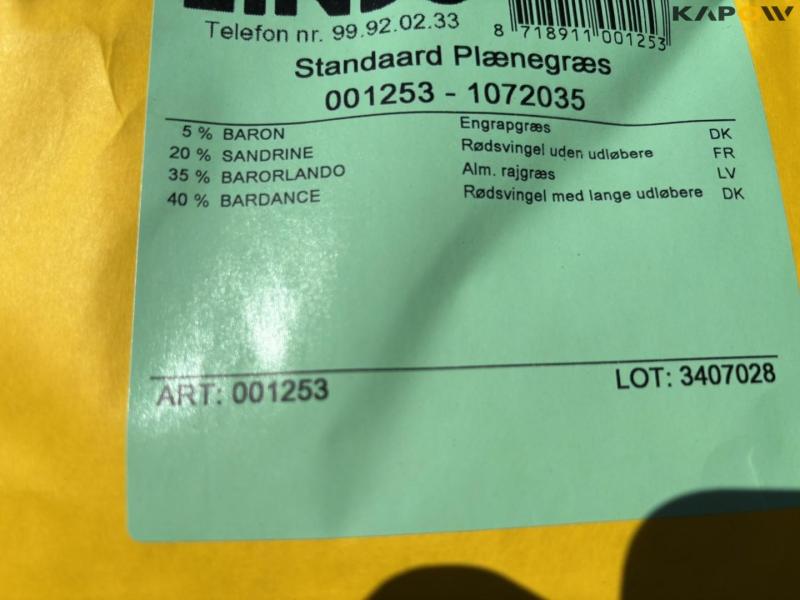 KAPOW
Telefon nr. 99.92.02.33
8 718911 001253
Standaard Plænegræs
001253 - 1072035
5 % BARON Engrapgræs DK
20 % SANDRINE Rødsvingel uden udløbere FR
35 % BARORLANDO Alm. rajgræs LV
40 % BARDANCE Rødsvingel med lange udløbere DK
ART: 001253 LOT: 3407028